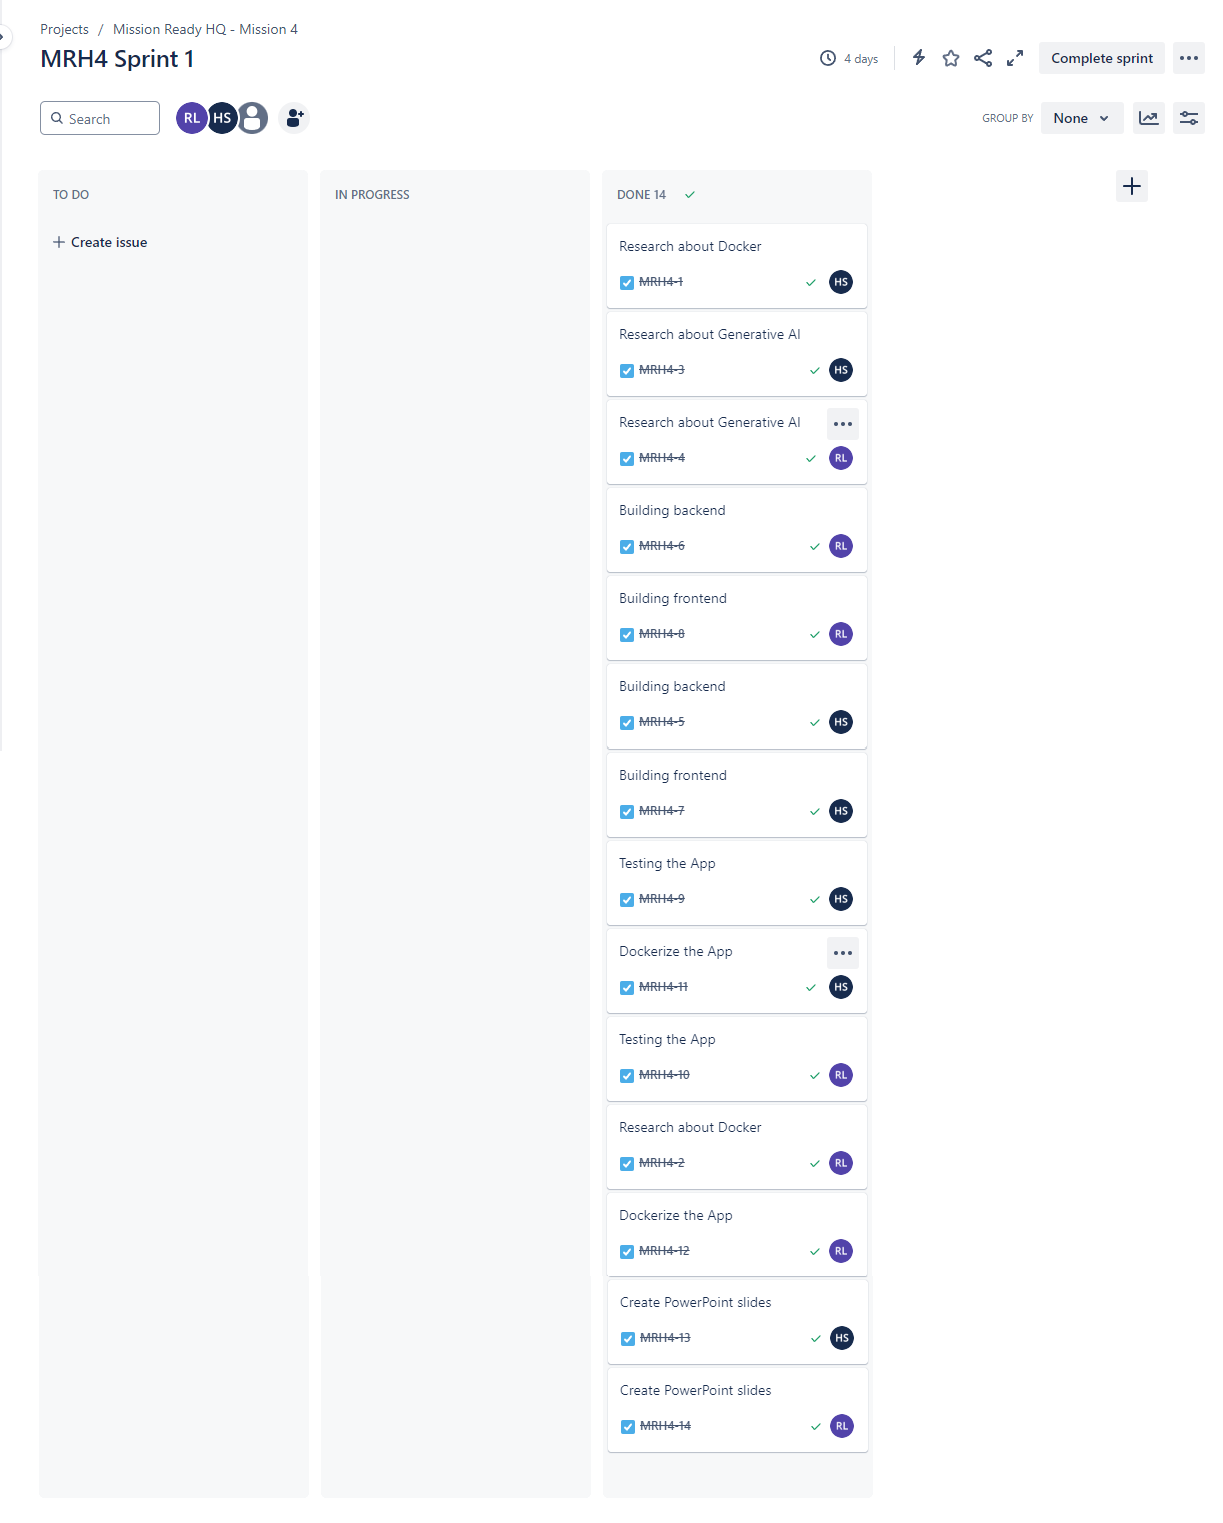 Projects / Mission Ready HQ - Mission 4
MRH4 Sprint 1
4 days
Complete sprint
Search
RL HS
GROUP BY None
TO DO
Create issue
IN PROGRESS
DONE 14
Research about Docker
MRH4-1 HS
Research about Generative AI
MRH4-3 HS
Research about Generative AI
MRH4-4 RL
Building backend
MRH4-6 RL
Building frontend
MRH4-8 RL
Building backend
MRH4-5 HS
Building frontend
MRH4-7 HS
Testing the App
MRH4-9 HS
Dockerize the App
MRH4-11 HS
Testing the App
MRH4-10 RL
Research about Docker
MRH4-2 RL
Dockerize the App
MRH4-12 RL
Create PowerPoint slides
MRH4-13 HS
Create PowerPoint slides
MRH4-14 RL